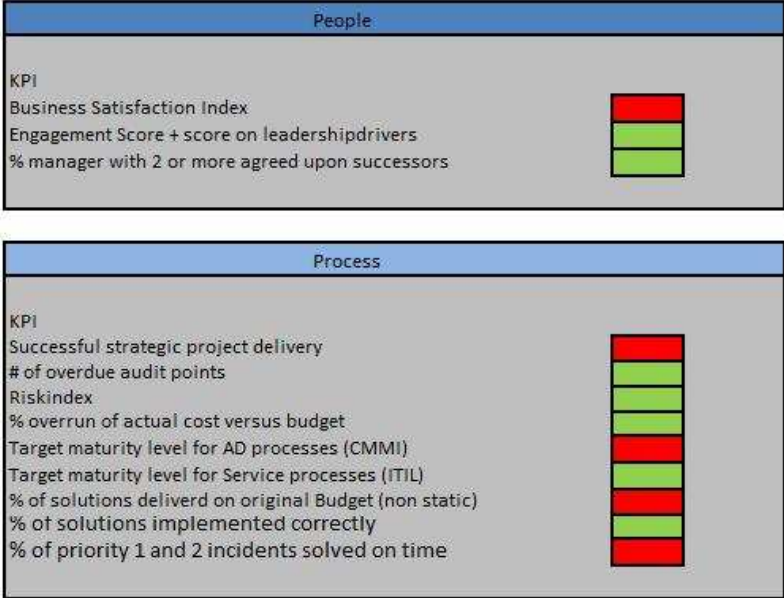 People
KPI
Business Satisfaction Index
Engagement Score + score on leadershipdrivers
% manager with 2 or more agreed upon successors
Process
KPI
Successful strategic project delivery
# of overdue audit points
Riskindex
% overrun of actual cost versus budget
Target maturity level for AD processes (CMMI)
Target maturity level for Service processes (ITIL)
% of solutions deliverd on original Budget (non static)
% of solutions implemented correctly
% of priority 1 and 2 incidents solved on time